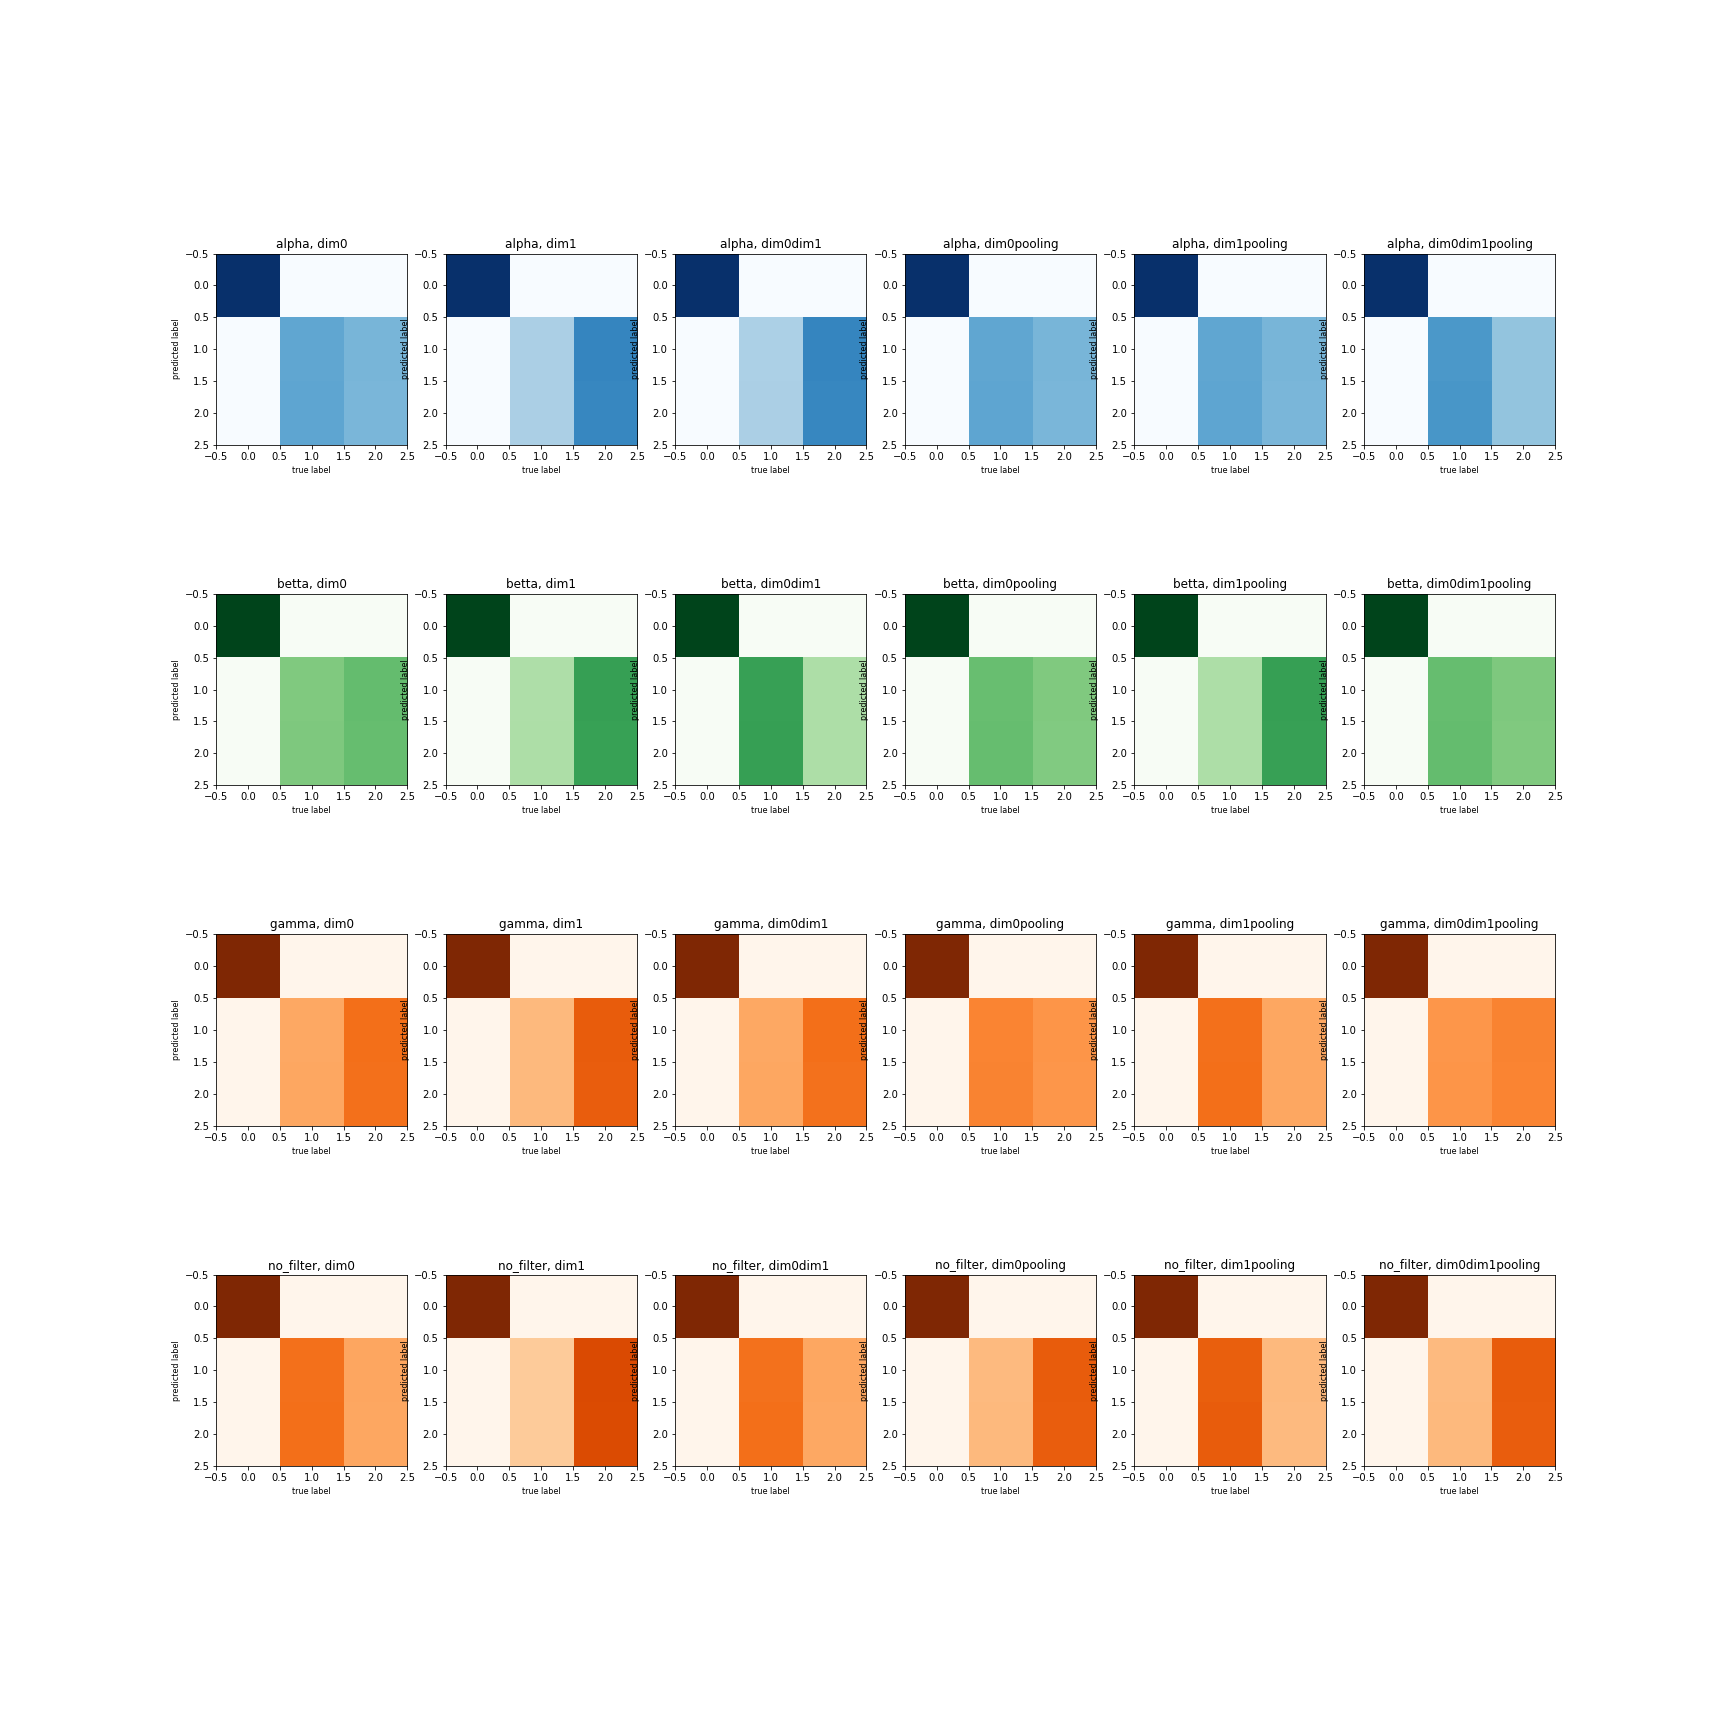 alpha, dim0 alpha, dim1 alpha, dim0dim1 alpha, dim0pooling alpha, dim1pooling alpha, dim0dim1pooling
−0.5 −0.5 −0.5 −0.5 −0.5 −0.5
0.0 0.0 0.0 0.0 0.0 0.0
0.5 0.5 0.5 0.5 0.5 0.5
predicted label predicted label predicted label predicted label predicted label predicted label
1.0 1.0 1.0 1.0 1.0 1.0
1.5 1.5 1.5 1.5 1.5 1.5
2.0 2.0 2.0 2.0 2.0 2.0
2.5 2.5 2.5 2.5 2.5 2.5
−0.5 0.0 0.5 1.0 1.5 2.0 2.5 −0.5 0.0 0.5 1.0 1.5 2.0 2.5 −0.5 0.0 0.5 1.0 1.5 2.0 2.5 −0.5 0.0 0.5 1.0 1.5 2.0 2.5 −0.5 0.0 0.5 1.0 1.5 2.0 2.5 −0.5 0.0 0.5 1.0 1.5 2.0 2.5
true label true label true label true label true label true label
betta, dim0 betta, dim1 betta, dim0dim1 betta, dim0pooling betta, dim1pooling betta, dim0dim1pooling
−0.5 −0.5 −0.5 −0.5 −0.5 −0.5
0.0 0.0 0.0 0.0 0.0 0.0
0.5 0.5 0.5 0.5 0.5 0.5
predicted label predicted label predicted label predicted label predicted label predicted label
1.0 1.0 1.0 1.0 1.0 1.0
1.5 1.5 1.5 1.5 1.5 1.5
2.0 2.0 2.0 2.0 2.0 2.0
2.5 2.5 2.5 2.5 2.5 2.5
−0.5 0.0 0.5 1.0 1.5 2.0 2.5 −0.5 0.0 0.5 1.0 1.5 2.0 2.5 −0.5 0.0 0.5 1.0 1.5 2.0 2.5 −0.5 0.0 0.5 1.0 1.5 2.0 2.5 −0.5 0.0 0.5 1.0 1.5 2.0 2.5 −0.5 0.0 0.5 1.0 1.5 2.0 2.5
true label true label true label true label true label true label
gamma, dim0 gamma, dim1 gamma, dim0dim1 gamma, dim0pooling gamma, dim1pooling gamma, dim0dim1pooling
−0.5 −0.5 −0.5 −0.5 −0.5 −0.5
0.0 0.0 0.0 0.0 0.0 0.0
0.5 0.5 0.5 0.5 0.5 0.5
predicted label predicted label predicted label predicted label predicted label predicted label
1.0 1.0 1.0 1.0 1.0 1.0
1.5 1.5 1.5 1.5 1.5 1.5
2.0 2.0 2.0 2.0 2.0 2.0
2.5 2.5 2.5 2.5 2.5 2.5
−0.5 0.0 0.5 1.0 1.5 2.0 2.5 −0.5 0.0 0.5 1.0 1.5 2.0 2.5 −0.5 0.0 0.5 1.0 1.5 2.0 2.5 −0.5 0.0 0.5 1.0 1.5 2.0 2.5 −0.5 0.0 0.5 1.0 1.5 2.0 2.5 −0.5 0.0 0.5 1.0 1.5 2.0 2.5
true label true label true label true label true label true label
no_filter, dim0 no_filter, dim1 no_filter, dim0dim1 no_filter, dim0pooling no_filter, dim1pooling no_filter, dim0dim1pooling
−0.5 −0.5 −0.5 −0.5 −0.5 −0.5
0.0 0.0 0.0 0.0 0.0 0.0
0.5 0.5 0.5 0.5 0.5 0.5
predicted label predicted label predicted label predicted label predicted label predicted label
1.0 1.0 1.0 1.0 1.0 1.0
1.5 1.5 1.5 1.5 1.5 1.5
2.0 2.0 2.0 2.0 2.0 2.0
2.5 2.5 2.5 2.5 2.5 2.5
−0.5 0.0 0.5 1.0 1.5 2.0 2.5 −0.5 0.0 0.5 1.0 1.5 2.0 2.5 −0.5 0.0 0.5 1.0 1.5 2.0 2.5 −0.5 0.0 0.5 1.0 1.5 2.0 2.5 −0.5 0.0 0.5 1.0 1.5 2.0 2.5 −0.5 0.0 0.5 1.0 1.5 2.0 2.5
true label true label true label true label true label true label